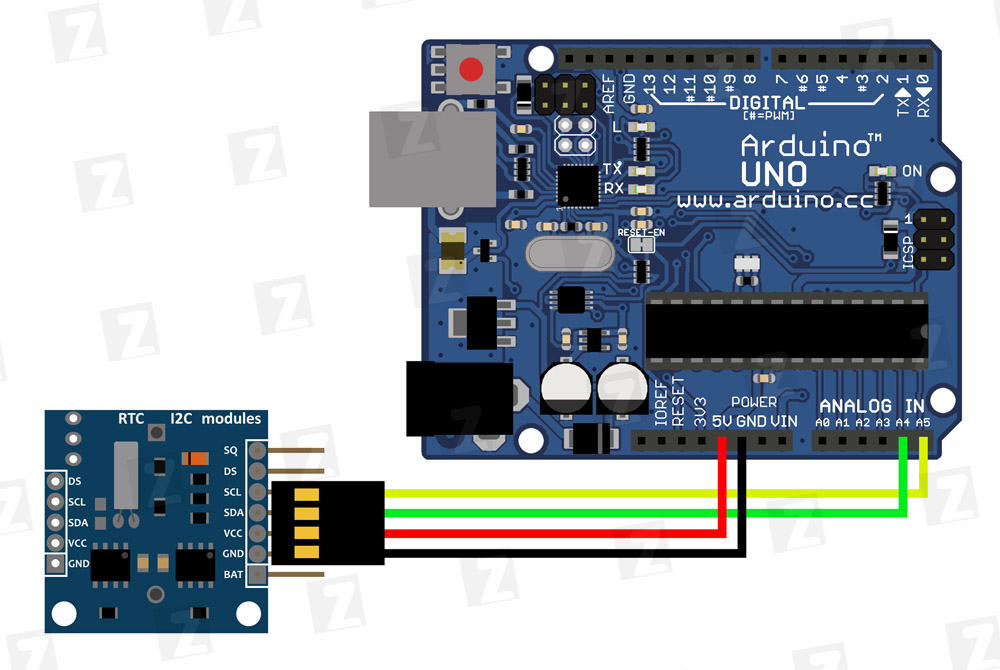 AREF
GND
13
12
#11
#10
#9
8
7
#6
#5
4
#3
2
TX 1
RX 0
DIGITAL
[#=PWM]
L
TX
RX
Arduino™
UNO
www.arduino.cc
ON
RESET-EN
1
ICSP
IOREF
RESET
3V3
POWER
5V GND VIN
ANALOG IN
A0 A1 A2 A3 A4 A5
RTC I2C modules
SQ
DS
SCL
SDA
VCC
GND
BAT
DS
SCL
SDA
VCC
GND
1
Z